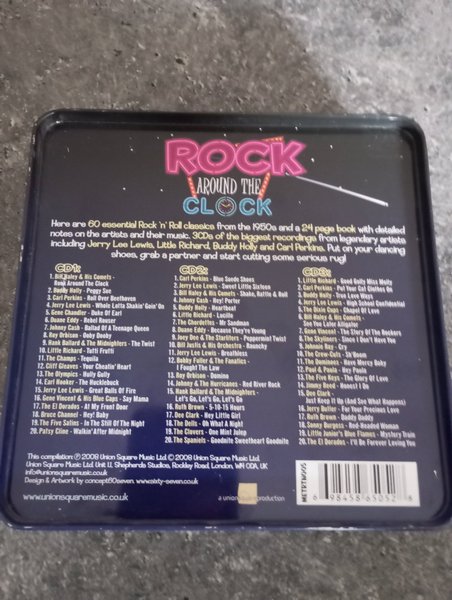 ROCK
AROUND THE
CLOCK
Here are 60 essential Rock 'n' Roll classics from the 1950s and a 24 page book with detailed
notes on the artists and their music. 3CDs of the biggest recordings from legendary artists
including Jerry Lee Lewis, Little Richard, Buddy Holly and Carl Perkins. Put on your dancing
shoes, grab a partner and start cutting some serious rug!
CD1:
1. Bill Haley & His Comets -
Rock Around The Clock
2. Buddy Holly - Peggy Sue
3. Carl Perkins - Roll Over Beethoven
4. Jerry Lee Lewis - Whole Lotta Shakin' Goin' On
5. Gene Chandler - Duke Of Earl
6. Duane Eddy - Rebel Rouser
7. Johnny Cash - Ballad Of A Teenage Queen
8. Roy Orbison - Ooby Dooby
9. Hank Ballard & The Midnighters - The Twist
10. Little Richard - Tutti Frutti
11. The Champs - Tequila
12. Cliff Gleaves - Your Cheatin' Heart
13. The Olympics - Hully Gully
14. Earl Hooker - The Hucklebuck
15. Jerry Lee Lewis - Great Balls Of Fire
16. Gene Vincent & His Blue Caps - Say Mama
17. The El Dorados - At My Front Door
18. Bruce Channel - Hey! Baby
19. The Five Satins - In The Still Of The Night
20. Patsy Cline - Walkin' After Midnight
CD2:
1. Carl Perkins - Blue Suede Shoes
2. Jerry Lee Lewis - Sweet Little Sixteen
3. Bill Haley & His Comets - Shake, Rattle & Roll
4. Johnny Cash - Hey! Porter
5. Buddy Holly - Heartbeat
6. Little Richard - Lucille
7. The Chordettes - Mr Sandman
8. Duane Eddy - Because They're Young
9. Joey Dee & The Starliters - Peppermint Twist
10. Bill Justis & His Orchestra - Raunchy
11. Jerry Lee Lewis - Breathless
12. Bobby Fuller & The Fanatics -
I Fought The Law
13. Roy Orbison - Domino
14. Johnny & The Hurricanes - Red River Rock
15. Hank Ballard & The Midnighters -
Let's Go, Let's Go, Let's Go
16. Ruth Brown - 5-10-15 Hours
17. Dee Clark - Hey Little Girl
18. The Dells - Oh What A Night
19. The Clovers - One Mint Julep
20. The Spaniels - Goodnite Sweetheart Goodnite
CD3:
1. Little Richard - Good Golly Miss Molly
2. Carl Perkins - Put Your Cat Clothes On
3. Buddy Holly - True Love Ways
4. Jerry Lee Lewis - High School Confidential
5. The Dixie Cups - Chapel Of Love
6. Bill Haley & His Comets -
See You Later Alligator
7. Gene Vincent - The Story Of The Rockers
8. The Skyliners - Since I Don't Have You
9. Johnnie Ray - Cry
10. The Crew-Cuts - Sh'Boom
11. The Dominoes - Have Mercy Baby
12. Paul & Paula - Hey Paula
13. The Five Keys - The Glory Of Love
14. Jimmy Reed - Honest I Do
15. Dee Clark -
Just Keep It Up (And See What Happens)
16. Jerry Butler - For Your Precious Love
17. Ruth Brown - Daddy Daddy
18. Sonny Burgess - Red-Headed Woman
19. Little Junior's Blue Flames - Mystery Train
20. The El Dorados - I'll Be Forever Loving You
This compilation ℗ 2008 Union Square Music Ltd. © 2008 Union Square Music Ltd.
Union Square Music Ltd. Unit 2, Shepherds Studios, Rockley Road, London, W14 0DA, UK
info@unionsquaremusic.co.uk
Design & Artwork by concept60seven. www.sixty-seven.co.uk
www.unionsquaremusic.co.uk
a union square production
METRTN005
6 98458 65052 8